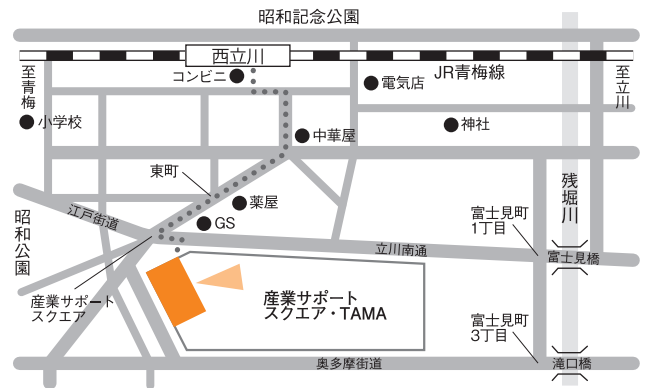 昭和記念公園
西立川
コンビニ
電気店
JR青梅線
至青梅
至立川
小学校
神社
中華屋
東町
残堀川
薬屋
江戸街道
GS
富士見町
1丁目
昭和公園
立川南通
富士見橋
産業サポート
スクエア
産業サポート
スクエア・TAMA
富士見町
3丁目
奥多摩街道
滝口橋